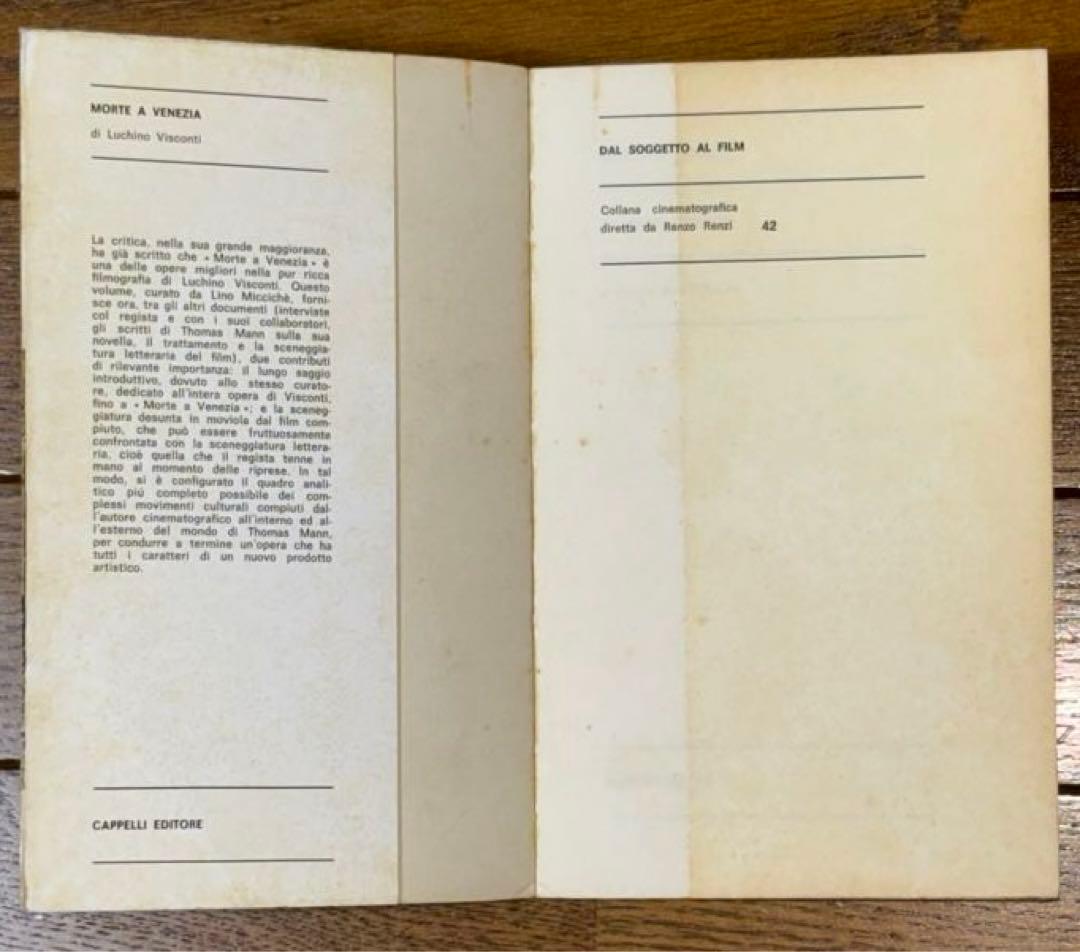 MORTE A VENEZIA
di Luchino Visconti
La critica, nella sua grande maggioranza,
ha già scritto che « Morte a Venezia » è
una delle opere migliori nella pur ricca
filmografia di Luchino Visconti. Questo
volume, curato da Lino Miccichè, forni-
sce ora, tra gli altri documenti (interviste
col regista e con i suoi collaboratori,
gli scritti di Thomas Mann sulla sua
novella, il trattamento e la sceneggia-
tura letteraria del film), due contributi
di rilevante importanza: il lungo saggio
introduttivo, dovuto allo stesso curato-
re, dedicato all'intera opera di Visconti,
fino a « Morte a Venezia »; e la sceneg-
giatura desunta in moviola dal film com-
piuto, che può essere fruttuosamente
confrontata con la sceneggiatura lettera-
ria, cioè quella che il regista tenne in
mano al momento delle riprese. In tal
modo, si è configurato il quadro anali-
tico più completo possibile dei com-
plessi movimenti culturali compiuti dal-
l'autore cinematografico all'interno ed al-
l'esterno del mondo di Thomas Mann,
per condurre a termine un'opera che ha
tutti i caratteri di un nuovo prodotto
artistico.
CAPPELLI EDITORE
DAL SOGGETTO AL FILM
Collana cinematografica
diretta da Renzo Renzi 42